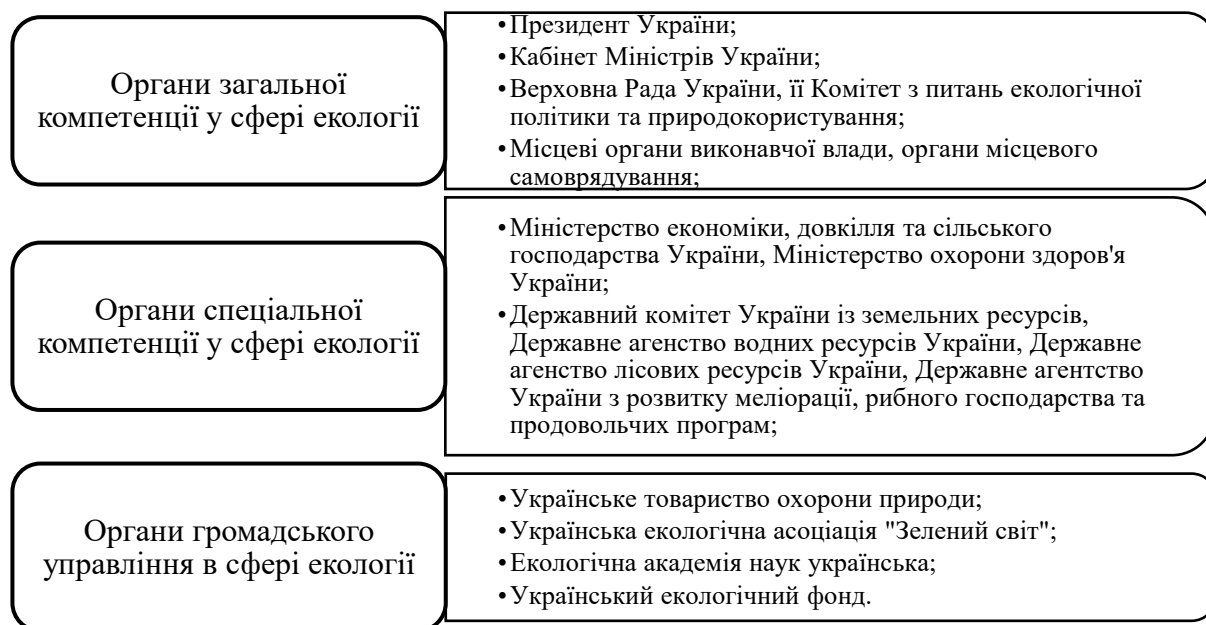 Органи загальної
компетенції у сфері екології
•Президент України;
•Кабінет Міністрів України;
•Верховна Рада України, її Комітет з питань екологічної
політики та природокористування;
•Місцеві органи виконавчої влади, органи місцевого
самоврядування;
Органи спеціальної
компетенції у сфері екології
•Міністерство економіки, довкілля та сільського
господарства України, Міністерство охорони здоров'я
України;
•Державний комітет України із земельних ресурсів,
Державне агенство водних ресурсів України, Державне
агенство лісових ресурсів України, Державне агентство
України з розвитку меліорації, рибного господарства та
продовольчих програм;
Органи громадського
управління в сфері екології
•Українське товариство охорони природи;
•Українська екологічна асоціація "Зелений світ";
•Екологічна академія наук українська;
•Український екологічний фонд.